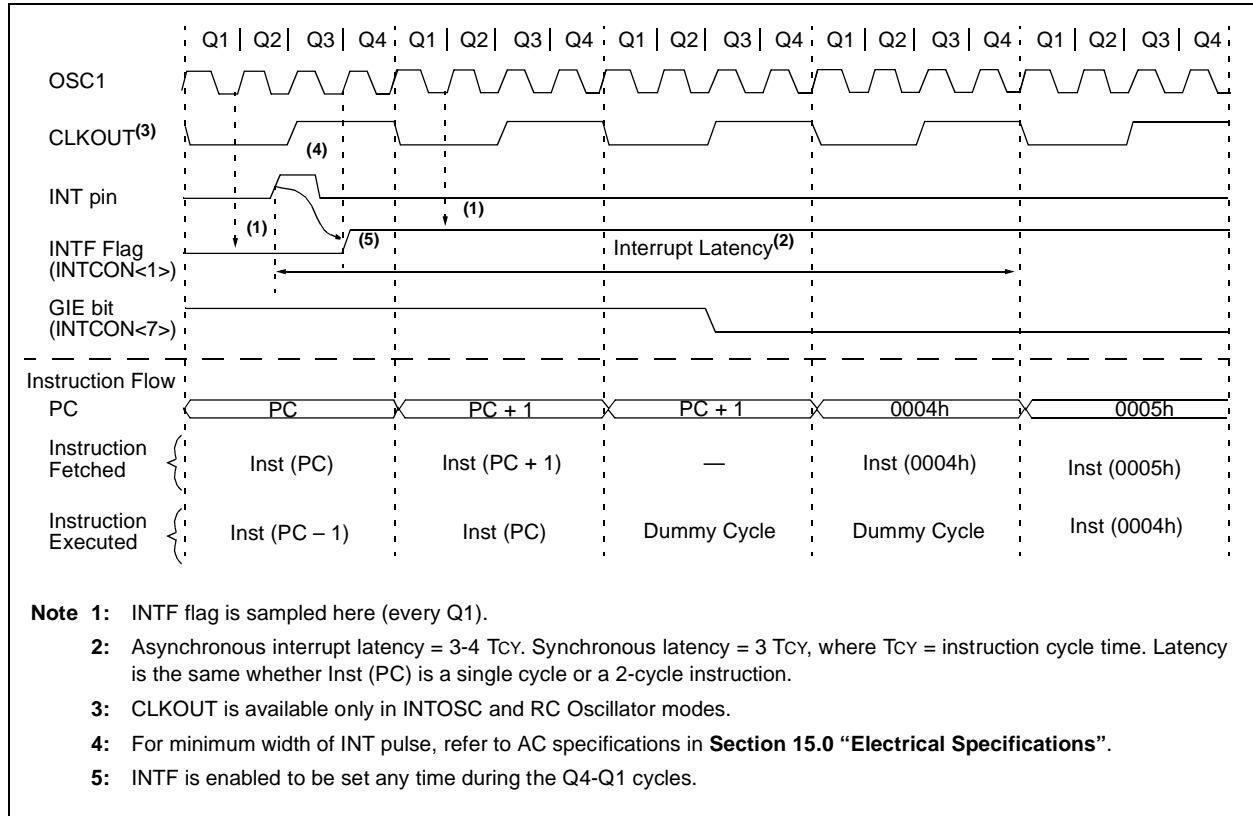 Q1 | Q2 | Q3 | Q4 Q1 | Q2 | Q3 | Q4 Q1 | Q2 | Q3 | Q4 Q1 | Q2 | Q3 | Q4 Q1 | Q2 | Q3 | Q4
OSC1
CLKOUT(3)
(4)
INT pin
(1)
(1)
(5)
INTF Flag
(INTCON<1>)
Interrupt Latency(2)
GIE bit
(INTCON<7>)
Instruction Flow
PC PC PC + 1 PC + 1 0004h 0005h
Instruction
Fetched
Inst (PC) Inst (PC + 1) — Inst (0004h) Inst (0005h)
Instruction
Executed
Inst (PC – 1) Inst (PC) Dummy Cycle Dummy Cycle Inst (0004h)
Note 1: INTF flag is sampled here (every Q1).
2: Asynchronous interrupt latency = 3-4 TCY. Synchronous latency = 3 TCY, where TCY = instruction cycle time. Latency
is the same whether Inst (PC) is a single cycle or a 2-cycle instruction.
3: CLKOUT is available only in INTOSC and RC Oscillator modes.
4: For minimum width of INT pulse, refer to AC specifications in Section 15.0 “Electrical Specifications”.
5: INTF is enabled to be set any time during the Q4-Q1 cycles.